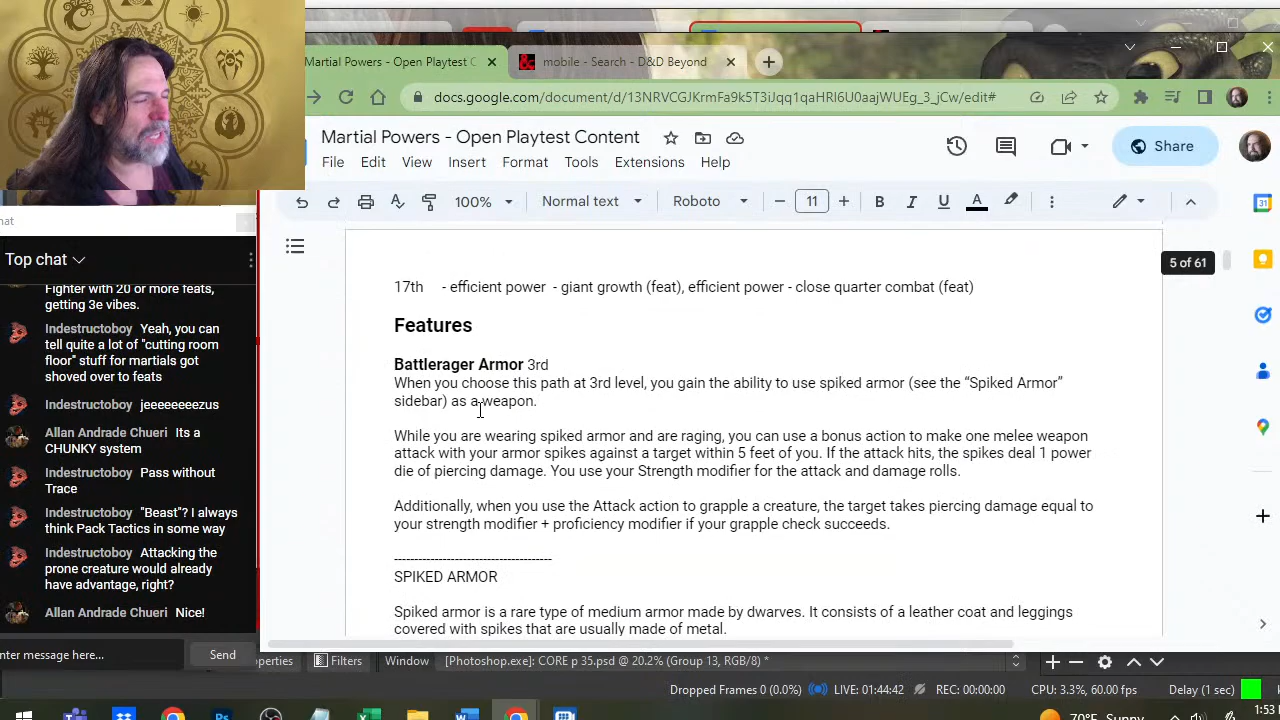 Martial Powers - Open Playtest C
mobile - Search - D&D Beyond
docs.google.com/document/d/13NRVCGJKrmFa9k5T3iJqq1qaHRI6U0aajWUEg_3_jCw/edit#
Martial Powers - Open Playtest Content
File Edit View Insert Format Tools Extensions Help
Share
100% Normal text Roboto 11 B I U A
5 of 61
17th - efficient power - giant growth (feat), efficient power - close quarter combat (feat)
Features
Battlerager Armor 3rd
When you choose this path at 3rd level, you gain the ability to use spiked armor (see the “Spiked Armor”
sidebar) as a weapon.
While you are wearing spiked armor and are raging, you can use a bonus action to make one melee weapon
attack with your armor spikes against a target within 5 feet of you. If the attack hits, the spikes deal 1 power
die of piercing damage. You use your Strength modifier for the attack and damage rolls.
Additionally, when you use the Attack action to grapple a creature, the target takes piercing damage equal to
your strength modifier + proficiency modifier if your grapple check succeeds.
-------------------------------------
SPIKED ARMOR
Spiked armor is a rare type of medium armor made by dwarves. It consists of a leather coat and leggings
covered with spikes that are usually made of metal.
hat
Top chat
Fighter with 20 or more feats,
getting 3e vibes.
Indestructoboy Yeah, you can
tell quite a lot of "cutting room
floor" stuff for martials got
shoved over to feats
Indestructoboy jeeeeeeezus
Allan Andrade Chueri Its a
CHUNKY system
Indestructoboy Pass without
Trace
Indestructoboy "Beast"? I always
think Pack Tactics in some way
Indestructoboy Attacking the
prone creature would already
have advantage, right?
Allan Andrade Chueri Nice!
nter message here...
Send
operties Filters Window [Photoshop.exe]: CORE p 35.psd @ 20.2% (Group 13, RGB/8) *
Dropped Frames 0 (0.0%) LIVE: 01:44:42 REC: 00:00:00 CPU: 3.3%, 60.00 fps Delay (1 sec)
70°F Sunny
1:53